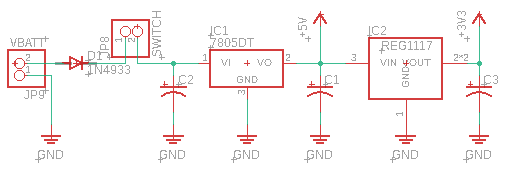 VBATT
2
1
JP9
D1
1N4933
JP8
1
2
SWITCH
C2
GND
GND
IC1
7805DT
1
VI
VO
2
GND
3
GND
+5V
C1
GND
IC2
REG1117
3
VIN
VOUT
2*2
GND
1
GND
+3V3
C3
GND